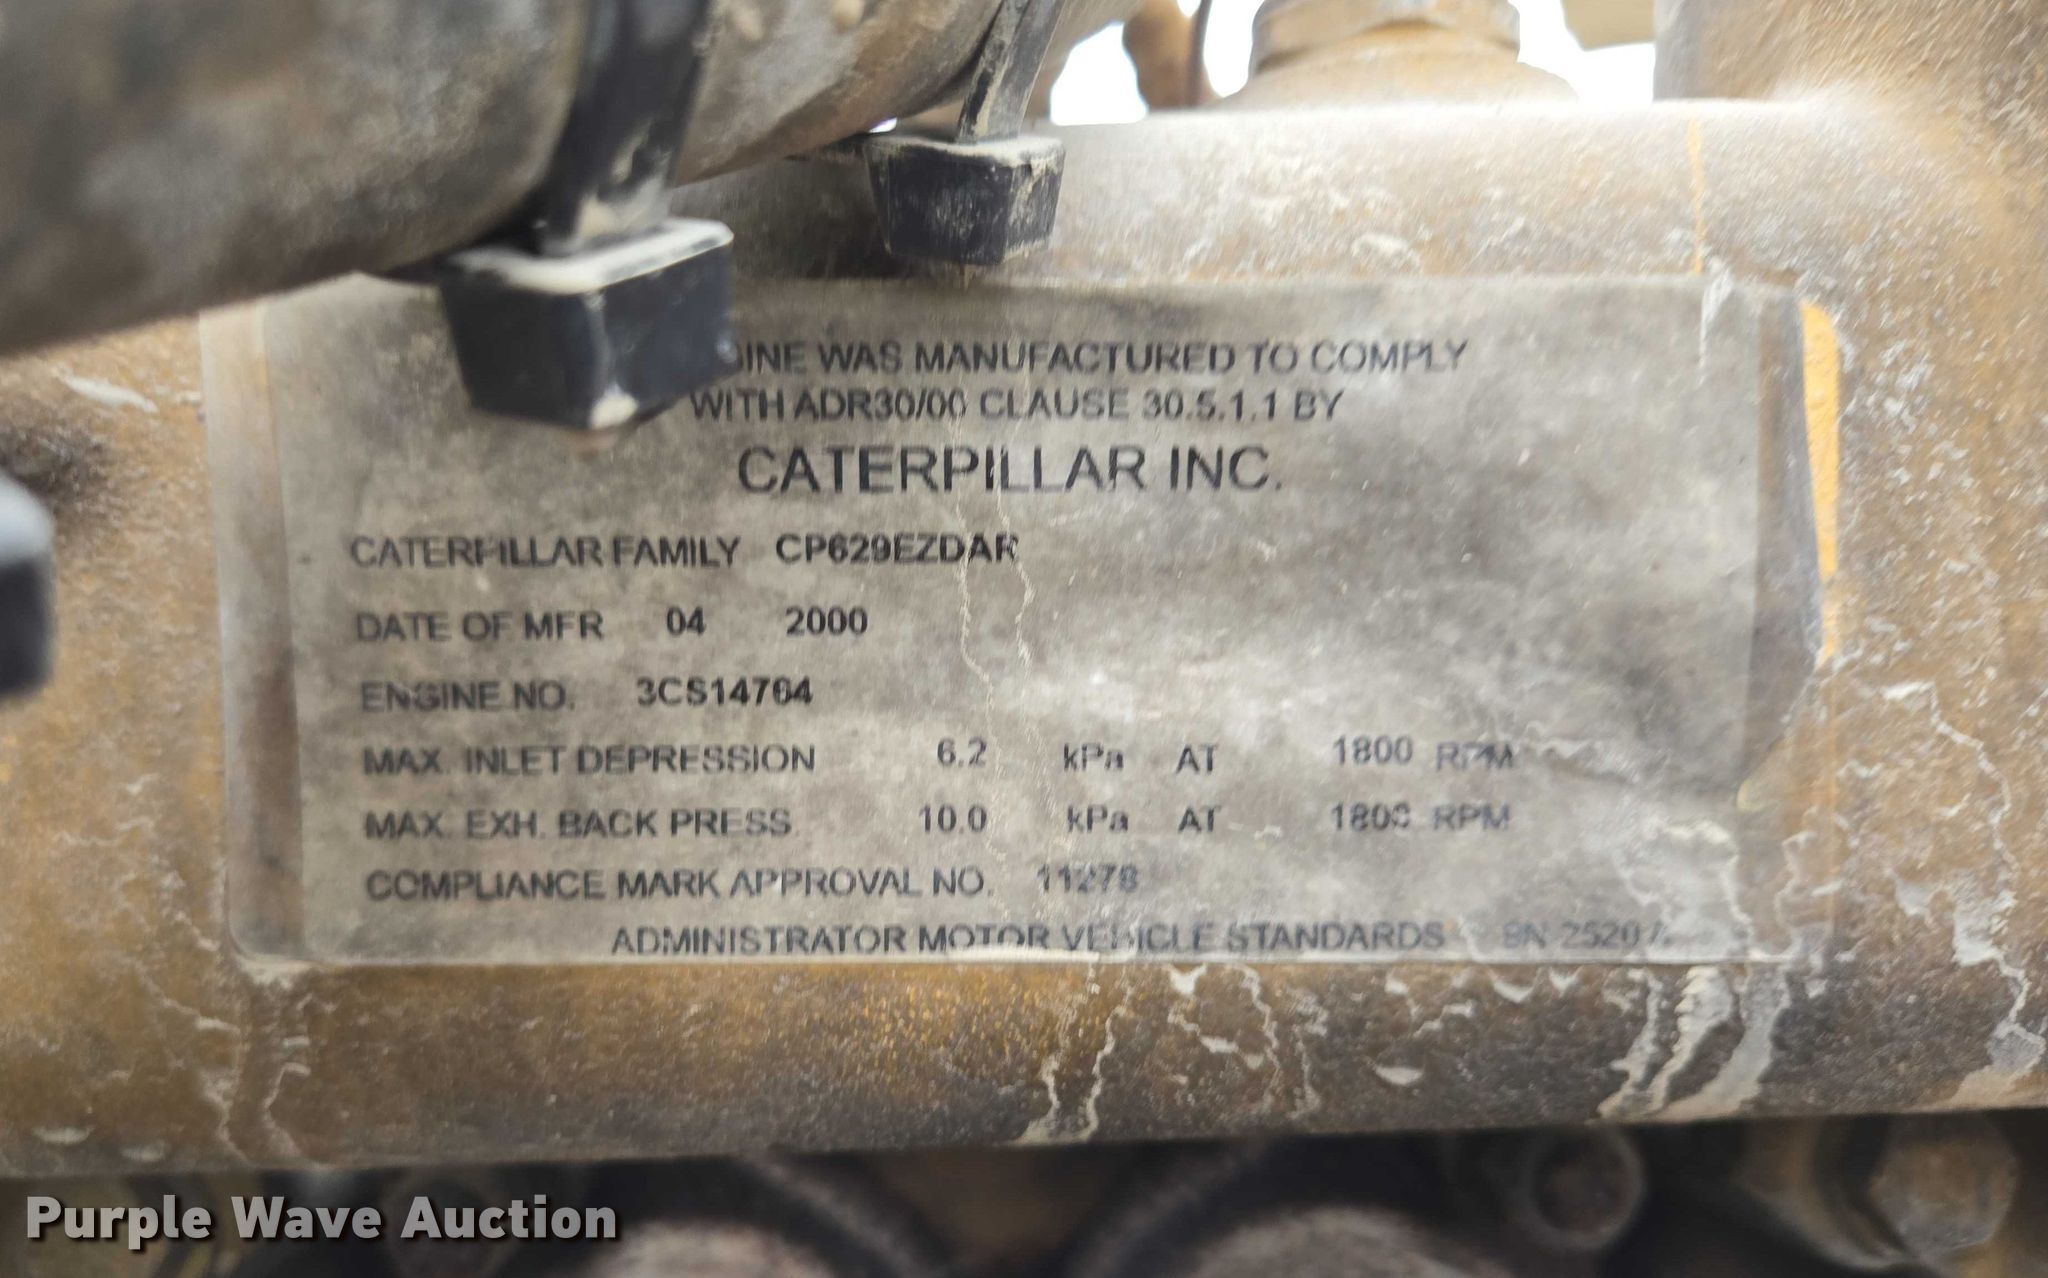 GINE WAS MANUFACTURED TO COMPLY
WITH ADR30/00 CLAUSE 30.5.1.1 BY
CATERPILLAR INC.
CATERPILLAR FAMILY CP629EZDAR
DATE OF MFR 04 2000
ENGINE NO. 3CS14764
MAX. INLET DEPRESSION 6.2 kPa AT 1800 RPM
MAX. EXH. BACK PRESS. 10.0 kPa AT 1800 RPM
COMPLIANCE MARK APPROVAL NO. 11278
ADMINISTRATOR MOTOR VEHICLE STANDARDS
Purple Wave Auction